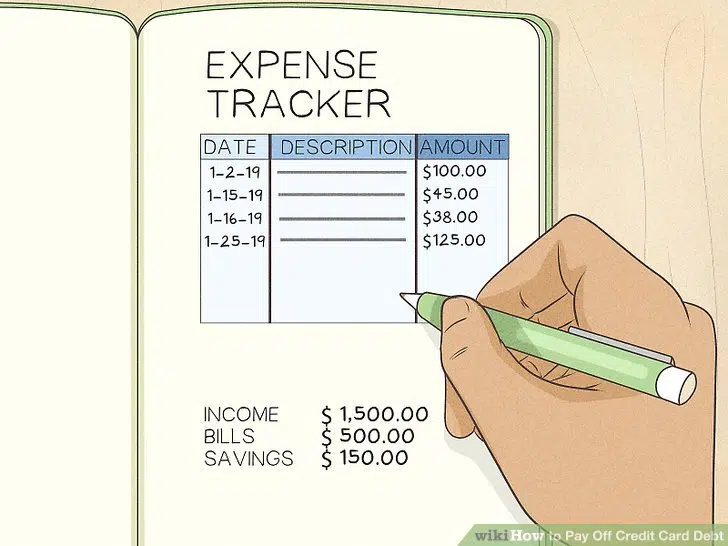 EXPENSE
TRACKER
DATE DESCRIPTION AMOUNT
1-2-19 $100.00
1-15-19 $45.00
1-16-19 $38.00
1-25-19 $125.00
INCOME $ 1,500.00
BILLS $ 500.00
SAVINGS $ 150.00
wikiHow to Pay Off Credit Card Debt